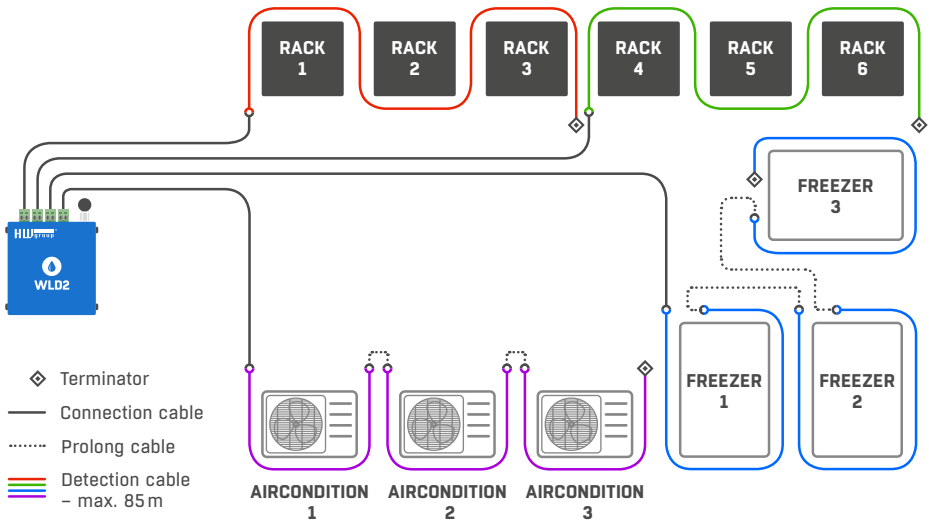 RACK
1
RACK
2
RACK
3
RACK
4
RACK
5
RACK
6
FREEZER
3
HW group
WLD2
FREEZER
1
FREEZER
2
Terminator
Connection cable
Prolong cable
Detection cable
– max. 85 m
AIRCONDITION
1
AIRCONDITION
2
AIRCONDITION
3